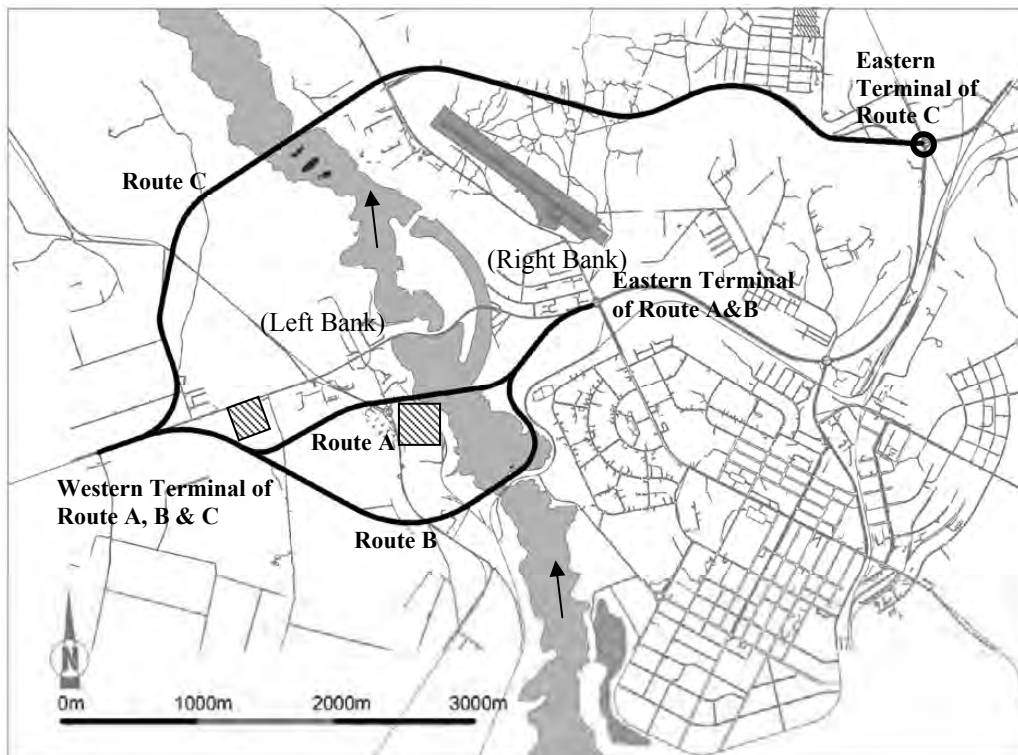 Eastern
Terminal of
Route C
Route C
(Right Bank)
Eastern Terminal
of Route A&B
(Left Bank)
Route A
Western Terminal of
Route A, B & C
Route B
N
0m 1000m 2000m 3000m